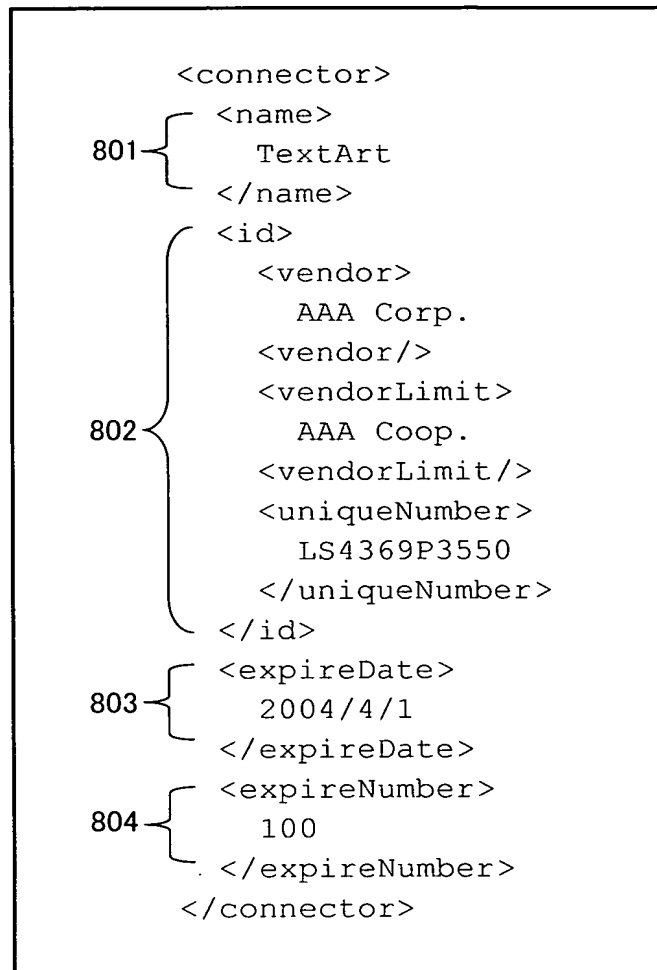 <connector>
<name>
801
TextArt
</name>
<id>
<vendor>
AAA Corp.
<vendor/>
<vendorLimit>
802
AAA Coop.
<vendorLimit/>
<uniqueNumber>
LS4369P3550
</uniqueNumber>
</id>
<expireDate>
803
2004/4/1
</expireDate>
<expireNumber>
804
100
</expireNumber>
</connector>